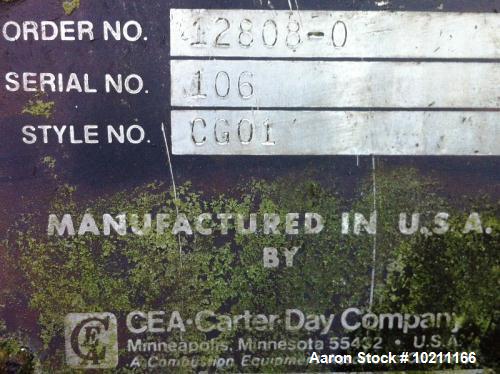 ORDER NO. 12808-0
SERIAL NO. 106
STYLE NO. CG01
MANUFACTURED IN U.S.A.
BY
CEA·Carter-Day Company
Minneapolis, Minnesota 55432 • U.S.A.
A Combustion Equipment
Aaron Stock # 10211166